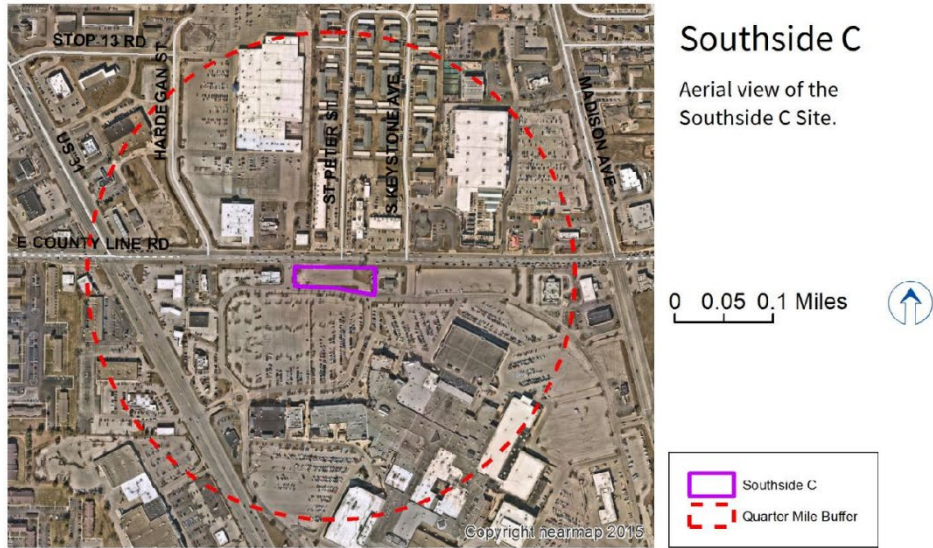 Southside C
Aerial view of the
Southside C Site.
STOP 13 RD
HARDEGAN ST
US 31
ST PETER ST
S KEYSTONE AVE
MADISON AVE
E COUNTY LINE RD
0 0.05 0.1 Miles
Southside C
Quarter Mile Buffer
Copyright nearmap 2015